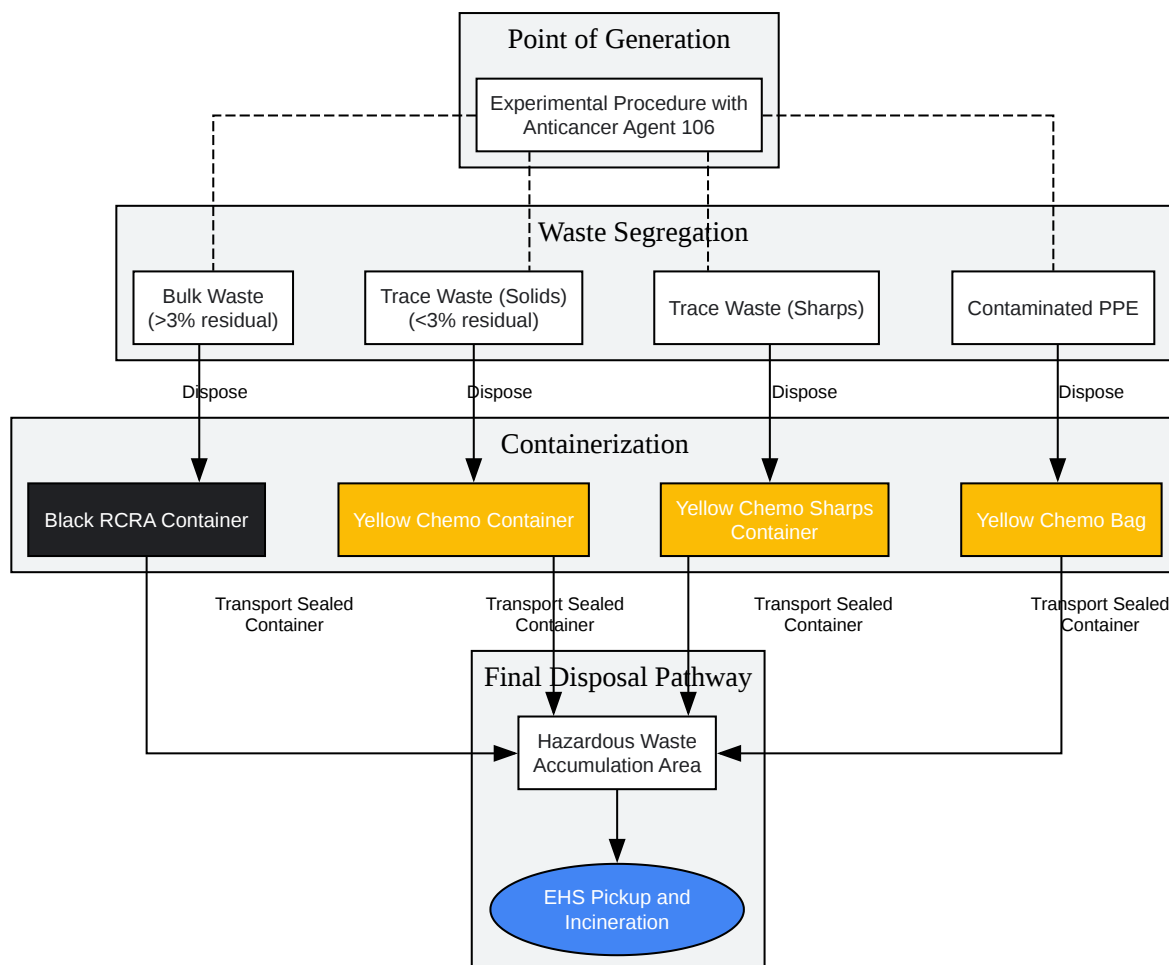 Point of Generation
Experimental Procedure with
Anticancer Agent 106
Waste Segregation
Bulk Waste
(>3% residual)
Trace Waste (Solids)
(<3% residual)
Trace Waste (Sharps)
Contaminated PPE
Dispose
Dispose
Dispose
Dispose
Containerization
Black RCRA Container
Yellow Chemo Container
Yellow Chemo Sharps
Container
Yellow Chemo Bag
Transport Sealed
Container
Transport Sealed
Container
Transport Sealed
Container
Transport Sealed
Container
Final Disposal Pathway
Hazardous Waste
Accumulation Area
EHS Pickup and
Incineration